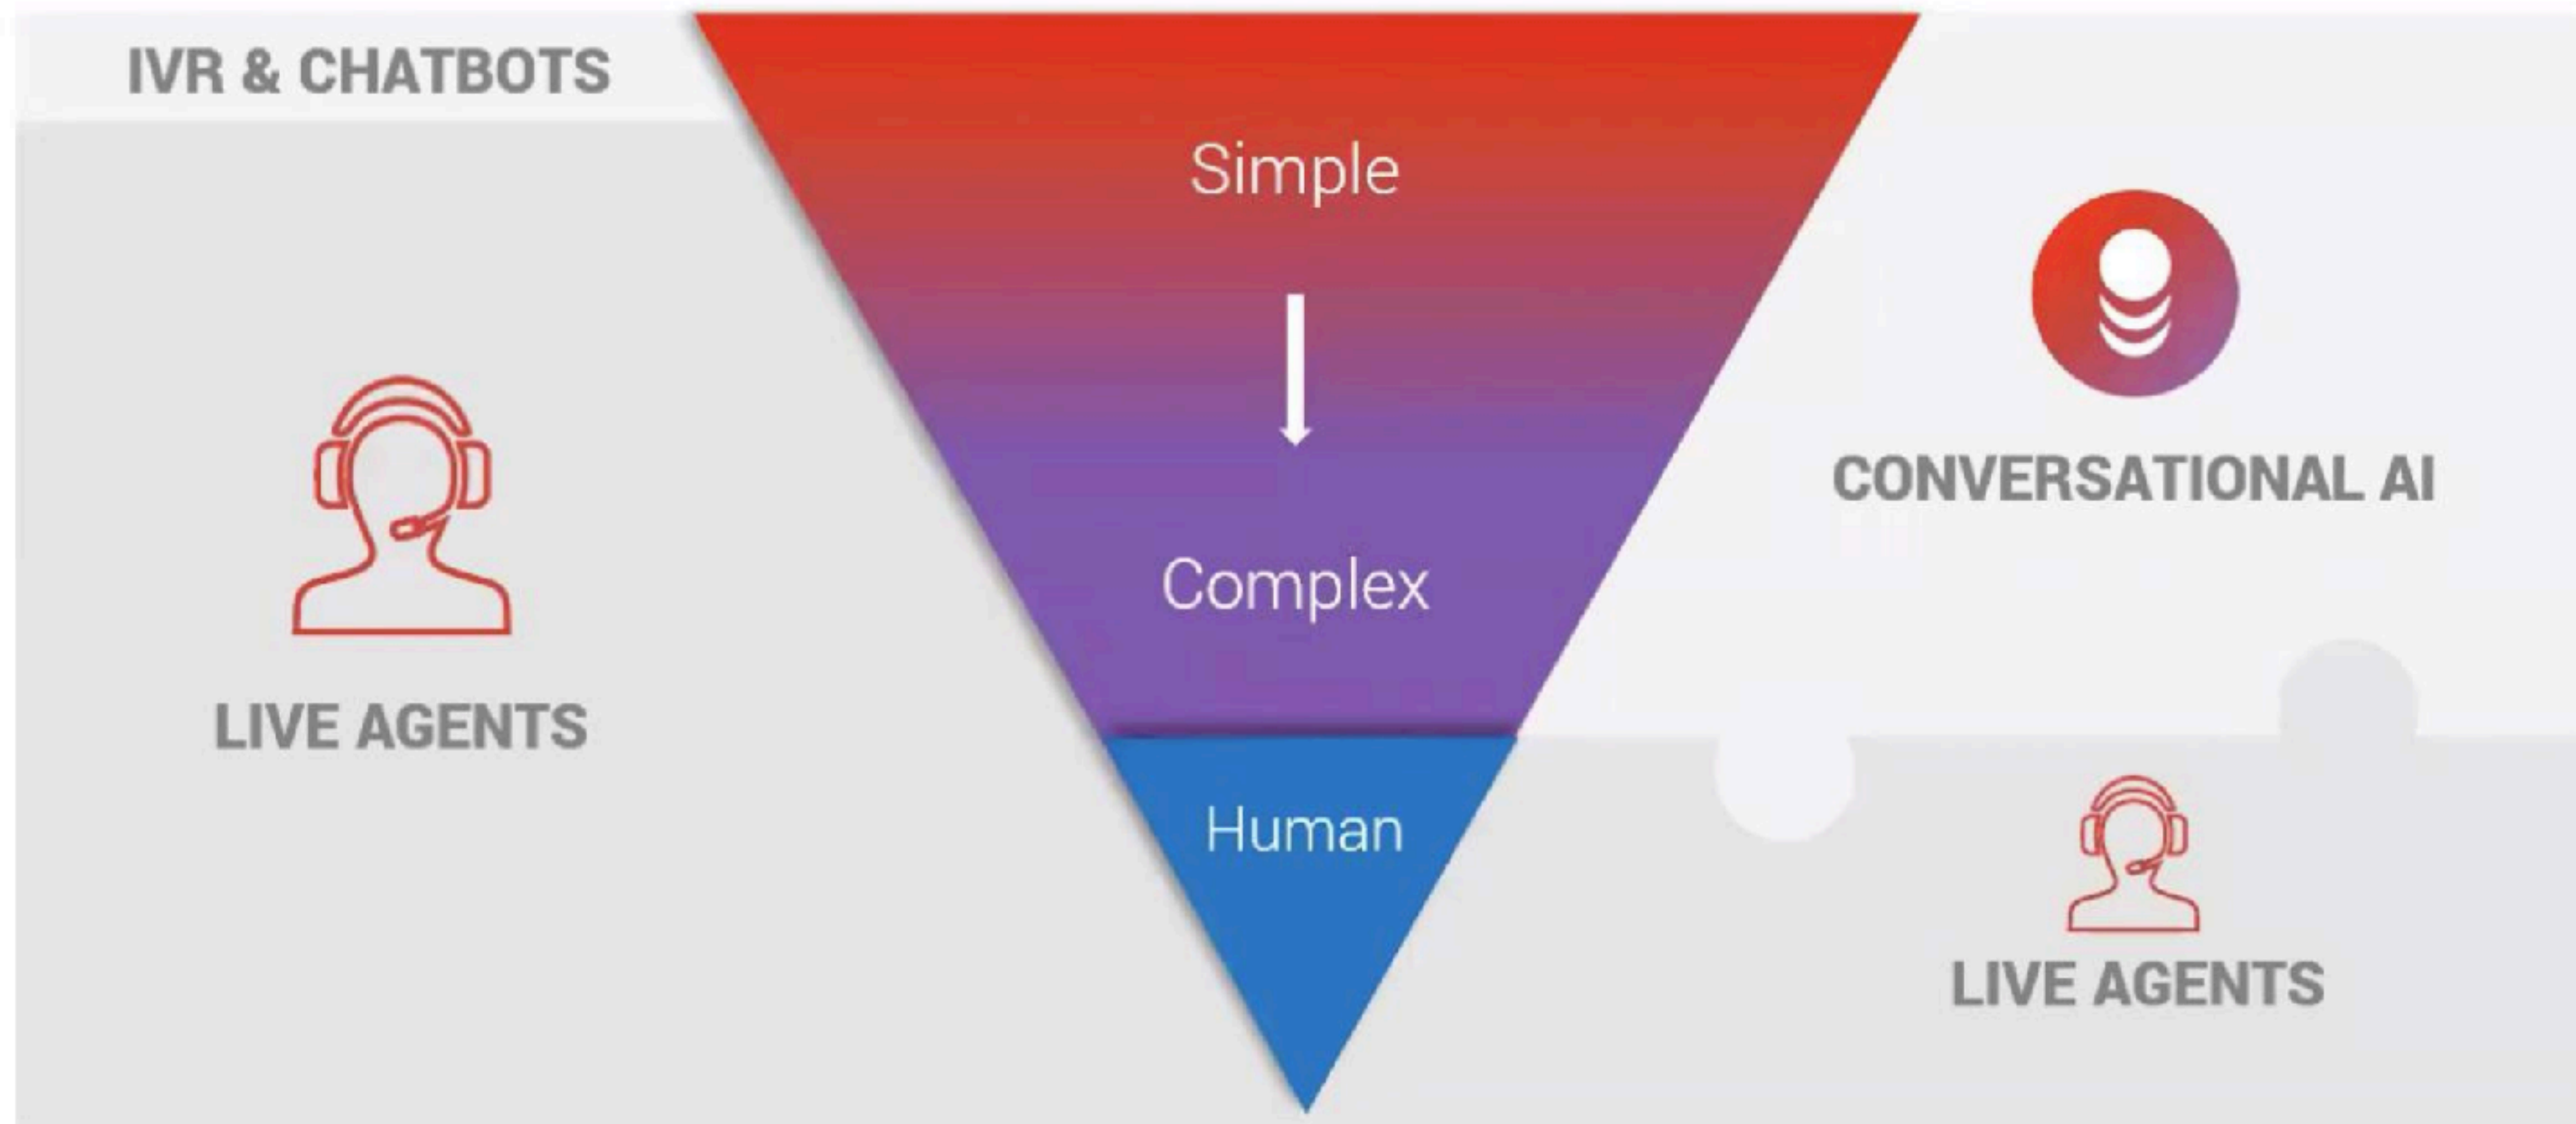 IVR & CHATBOTS
LIVE AGENTS
Simple
Complex
Human
CONVERSATIONAL AI
LIVE AGENTS